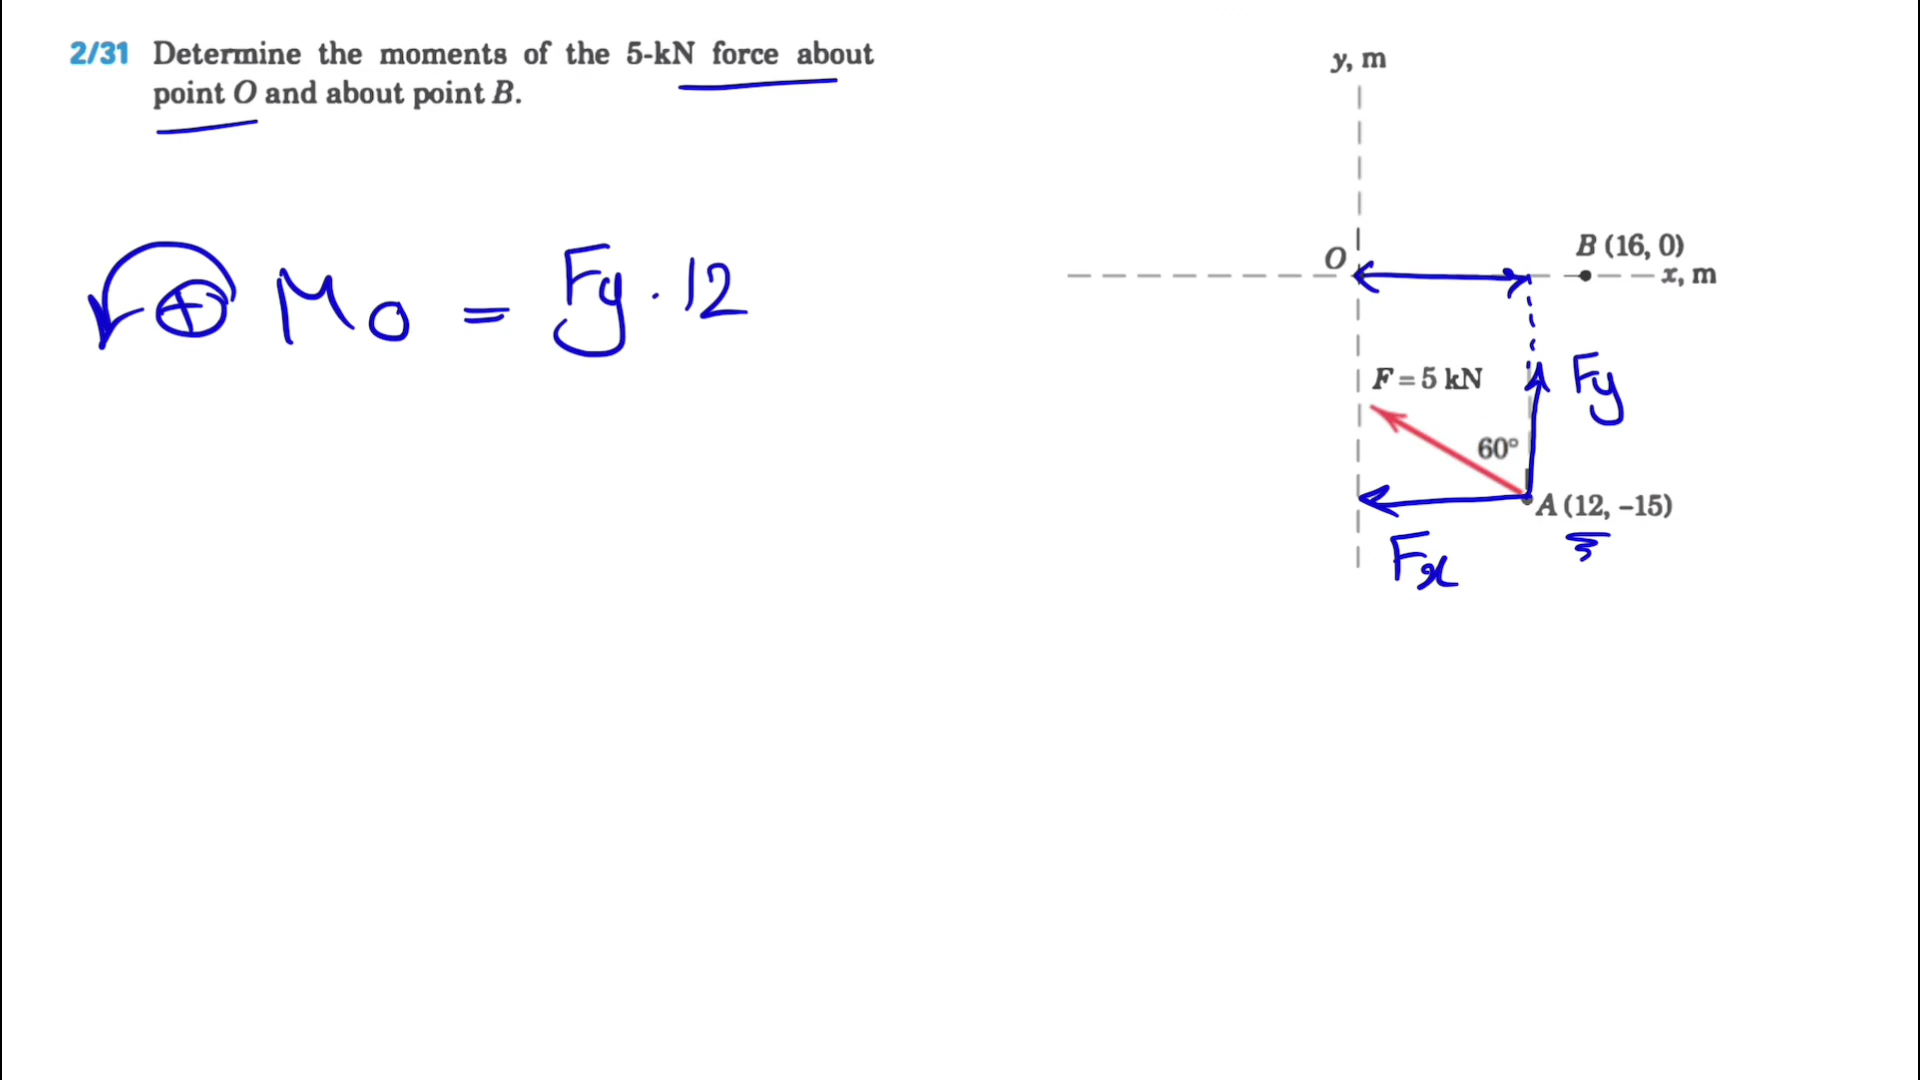 2/31 Determine the moments of the 5-kN force about
point O and about point B.
+ Mo = Fy . 12
y, m
O
B (16, 0)
x, m
F = 5 kN
Fy
60°
A (12, –15)
Fx